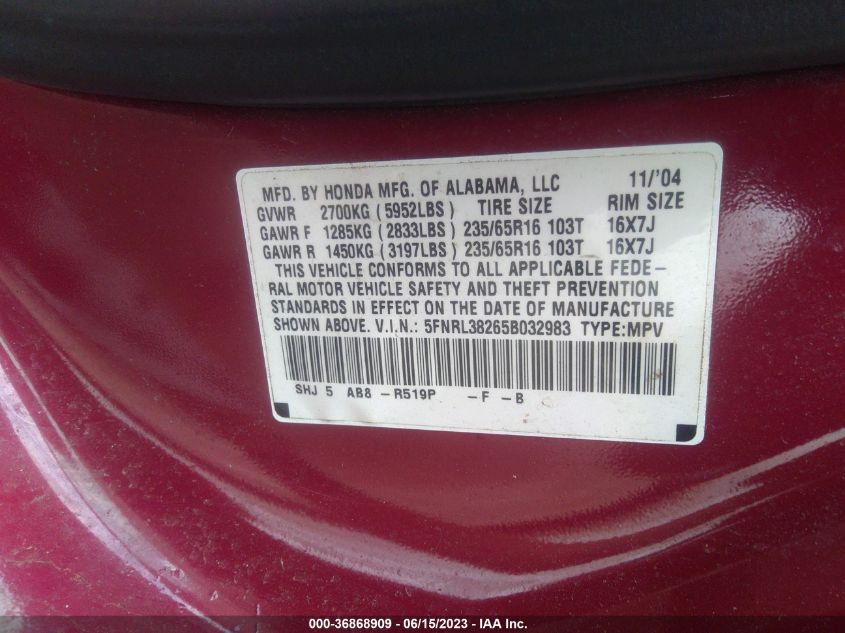 MFD. BY HONDA MFG. OF ALABAMA, LLC 11/'04
GVWR 2700KG (5952LBS) TIRE SIZE RIM SIZE
GAWR F 1285KG (2833LBS) 235/65R16 103T 16X7J
GAWR R 1450KG (3197LBS) 235/65R16 103T 16X7J
THIS VEHICLE CONFORMS TO ALL APPLICABLE FEDE-
RAL MOTOR VEHICLE SAFETY AND THEFT PREVENTION
STANDARDS IN EFFECT ON THE DATE OF MANUFACTURE
SHOWN ABOVE. V.I.N.: 5FNRL38265B032983 TYPE:MPV
SHJ 5 AB8 -R519P -F -B
000-36868909 - 06/15/2023 - IAA Inc.